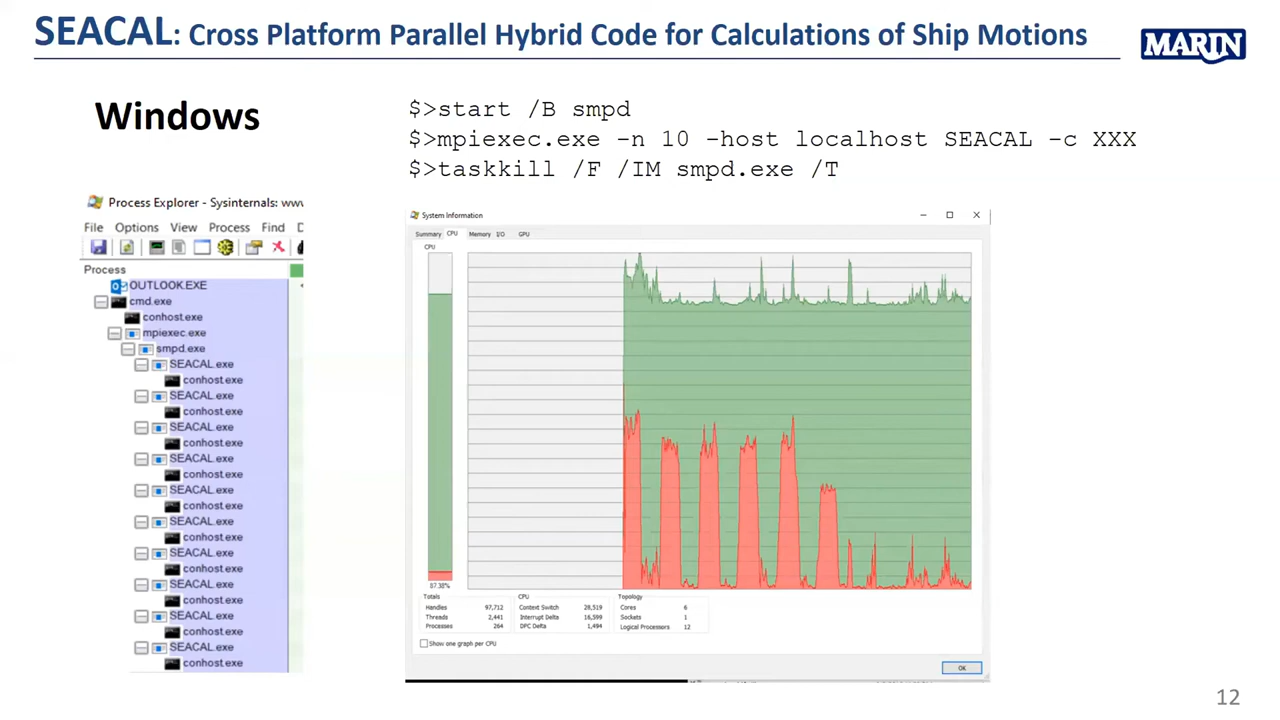 SEACAL: Cross Platform Parallel Hybrid Code for Calculations of Ship Motions
MARIN
Windows
$>start /B smpd
$>mpiexec.exe -n 10 -host localhost SEACAL -c XXX
$>taskkill /F /IM smpd.exe /T
Process Explorer - Sysinternals: www
File Options View Process Find
Process
OUTLOOK.EXE
cmd.exe
conhost.exe
mpiexec.exe
smpd.exe
SEACAL.exe
conhost.exe
SEACAL.exe
conhost.exe
SEACAL.exe
conhost.exe
SEACAL.exe
conhost.exe
SEACAL.exe
conhost.exe
SEACAL.exe
conhost.exe
SEACAL.exe
conhost.exe
SEACAL.exe
conhost.exe
SEACAL.exe
conhost.exe
SEACAL.exe
conhost.exe
System Information
Summary CPU Memory I/O GPU
CPU
87.38%
Totals
Handles 97,712
Threads 2,441
Processes 264
CPU
Context Switch 28,519
Interrupt Delta 16,599
DPC Delta 1,494
Topology
Cores 6
Sockets 1
Logical Processors 12
Show one graph per CPU
OK
12